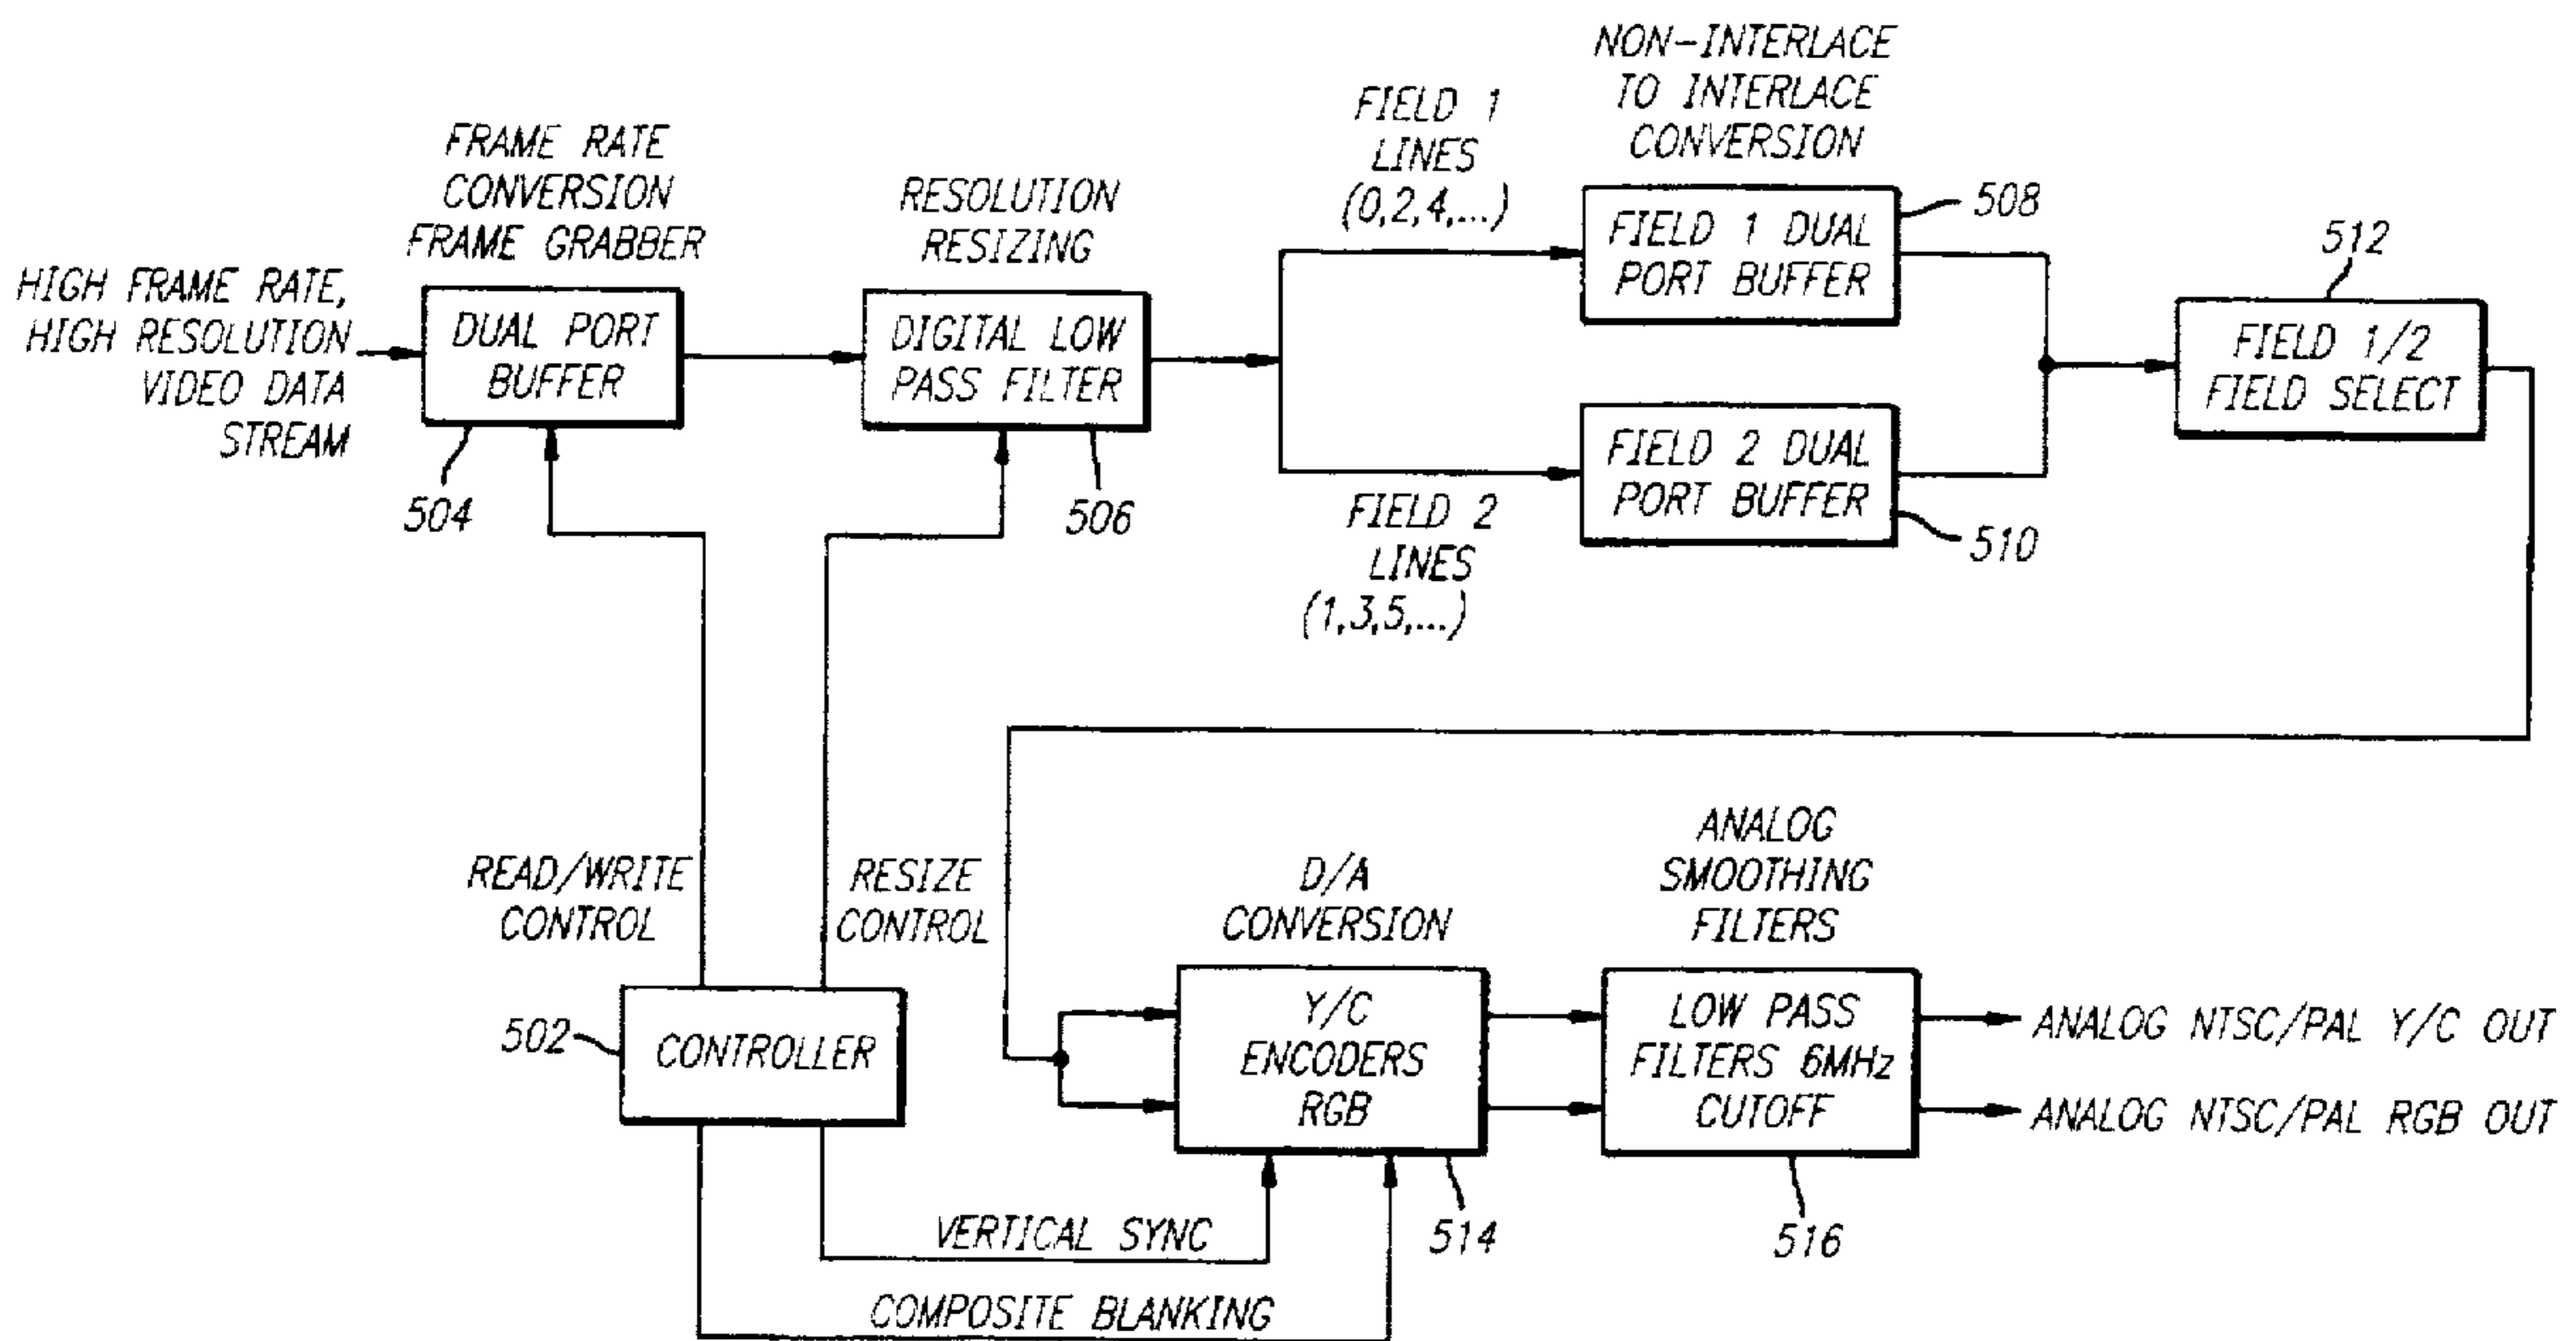 NON-INTERLACE
TO INTERLACE
CONVERSION
FIELD 1
LINES
(0,2,4,...)
FRAME RATE
CONVERSION
FRAME GRABBER
RESOLUTION
RESIZING
508
512
HIGH FRAME RATE,
HIGH RESOLUTION
VIDEO DATA
STREAM
DUAL PORT
BUFFER
DIGITAL LOW
PASS FILTER
FIELD 1 DUAL
PORT BUFFER
FIELD 1/2
FIELD SELECT
FIELD 2 DUAL
PORT BUFFER
504
506
FIELD 2
LINES
(1,3,5,...)
510
READ/WRITE
CONTROL
RESIZE
CONTROL
D/A
CONVERSION
ANALOG
SMOOTHING
FILTERS
502
CONTROLLER
Y/C
ENCODERS
RGB
LOW PASS
FILTERS 6MHz
CUTOFF
ANALOG NTSC/PAL Y/C OUT
ANALOG NTSC/PAL RGB OUT
VERTICAL SYNC
514
516
COMPOSITE BLANKING